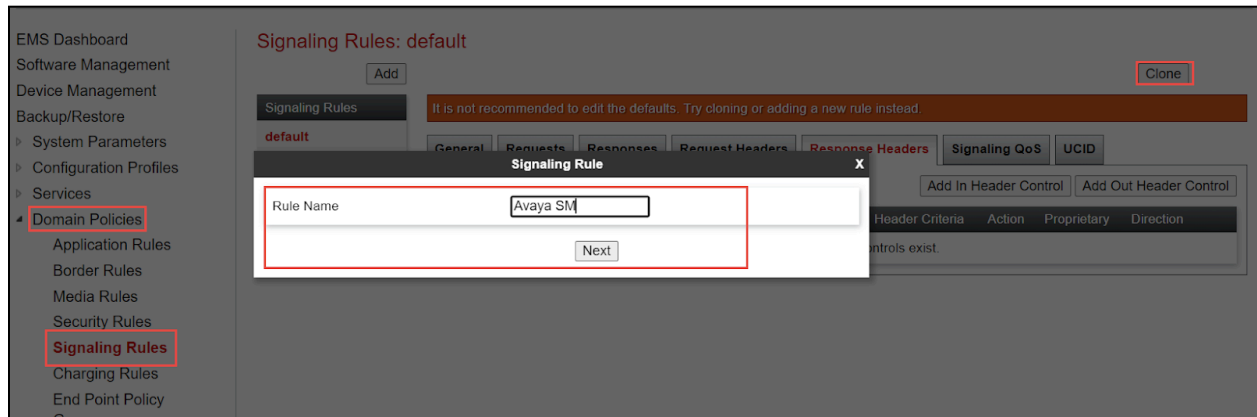 EMS Dashboard
Software Management
Device Management
Backup/Restore
System Parameters
Configuration Profiles
Services
Domain Policies
Application Rules
Border Rules
Media Rules
Security Rules
Signaling Rules
Charging Rules
End Point Policy
Signaling Rules: default
Add
Clone
Signaling Rules
default
It is not recommended to edit the defaults. Try cloning or adding a new rule instead.
General Requests Responses Request Headers Response Headers Signaling QoS UCID
Add In Header Control Add Out Header Control
Header Criteria Action Proprietary Direction
exist.
Signaling Rule X
Rule Name Avaya SM
Next